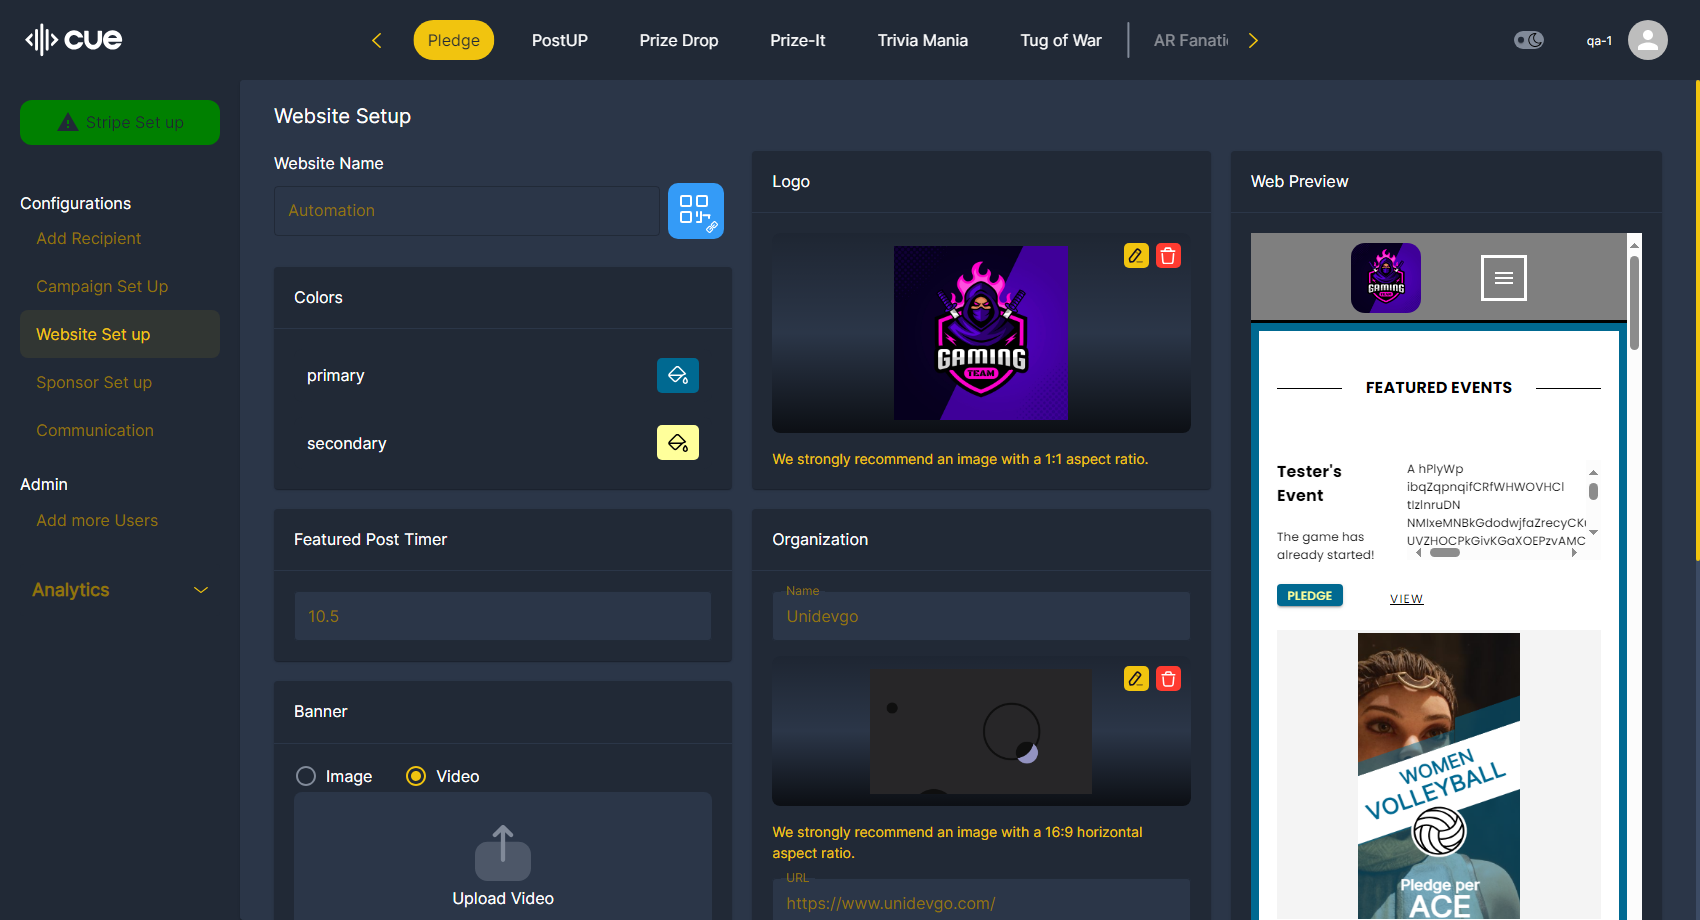 cue
Pledge
PostUP
Prize Drop
Prize-It
Trivia Mania
Tug of War
AR Fanati
qa-1
Stripe Set up
Configurations
Add Recipient
Campaign Set Up
Website Set up
Sponsor Set up
Communication
Admin
Add more Users
Analytics
Website Setup
Website Name
Automation
Colors
primary
secondary
Featured Post Timer
10.5
Banner
Image
Video
Upload Video
Logo
GAMING
TEAM
We strongly recommend an image with a 1:1 aspect ratio.
Organization
Name
Unidevgo
We strongly recommend an image with a 16:9 horizontal
aspect ratio.
URL
https://www.unidevgo.com/
Web Preview
GAMING
FEATURED EVENTS
Tester's
Event
The game has
already started!
A hPlyWp
ibqZqpnqifCRfWHWOVHCl
tIzlnruDN
NMIxeMNBkGdodwjfaZrecyCK
UVZHOCPkGivKGaXOEPzvAMC
PLEDGE
VIEW
WOMEN
VOLLEYBALL
Pledge per
ACE